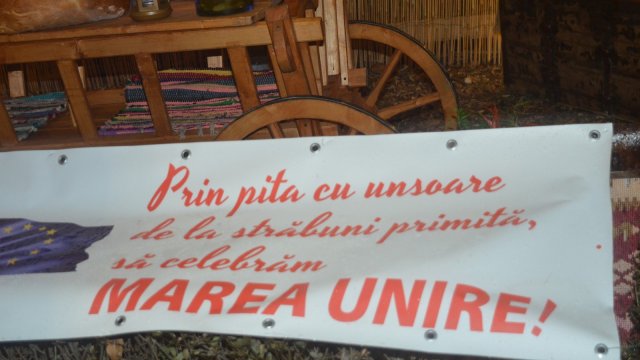 Prin pita cu unsoare
de la străbuni primită,
să celebrăm
MAREA UNIRE!